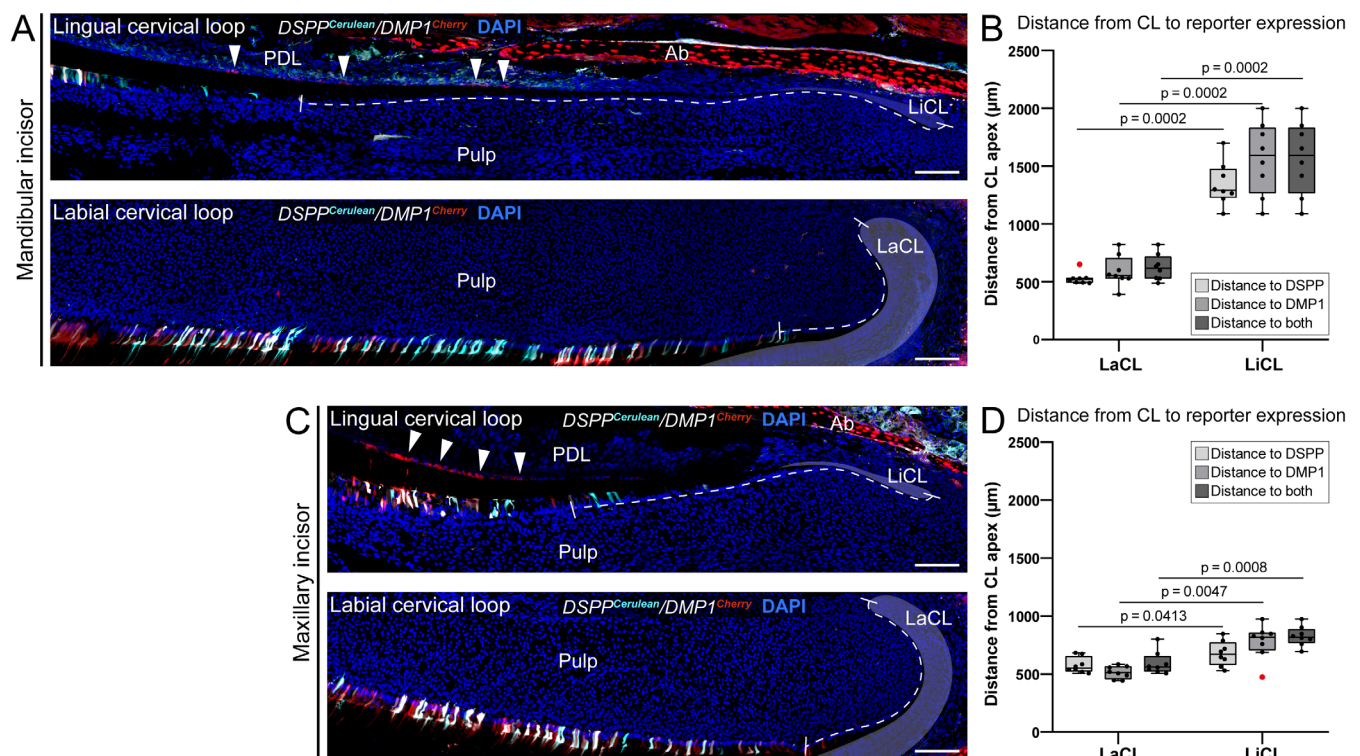 A
Mandibular incisor
Lingual cervical loop DSPPCerulean/DMP1Cherry DAPI
PDL
Ab
LiCL
Pulp
Labial cervical loop DSPPCerulean/DMP1Cherry DAPI
LaCL
Pulp
B Distance from CL to reporter expression
Distance from CL apex (µm)
2500
2000
1500
1000
500
0
p = 0.0002
p = 0.0002
p = 0.0002
Distance to DSPP
Distance to DMP1
Distance to both
LaCL LiCL
C
Maxillary incisor
Lingual cervical loop DSPPCerulean/DMP1Cherry DAPI
Ab
PDL
LiCL
Pulp
Labial cervical loop DSPPCerulean/DMP1Cherry DAPI
LaCL
Pulp
D Distance from CL to reporter expression
Distance from CL apex (µm)
2500
2000
1500
1000
500
0
Distance to DSPP
Distance to DMP1
Distance to both
p = 0.0008
p = 0.0047
p = 0.0413
LaCL LiCL